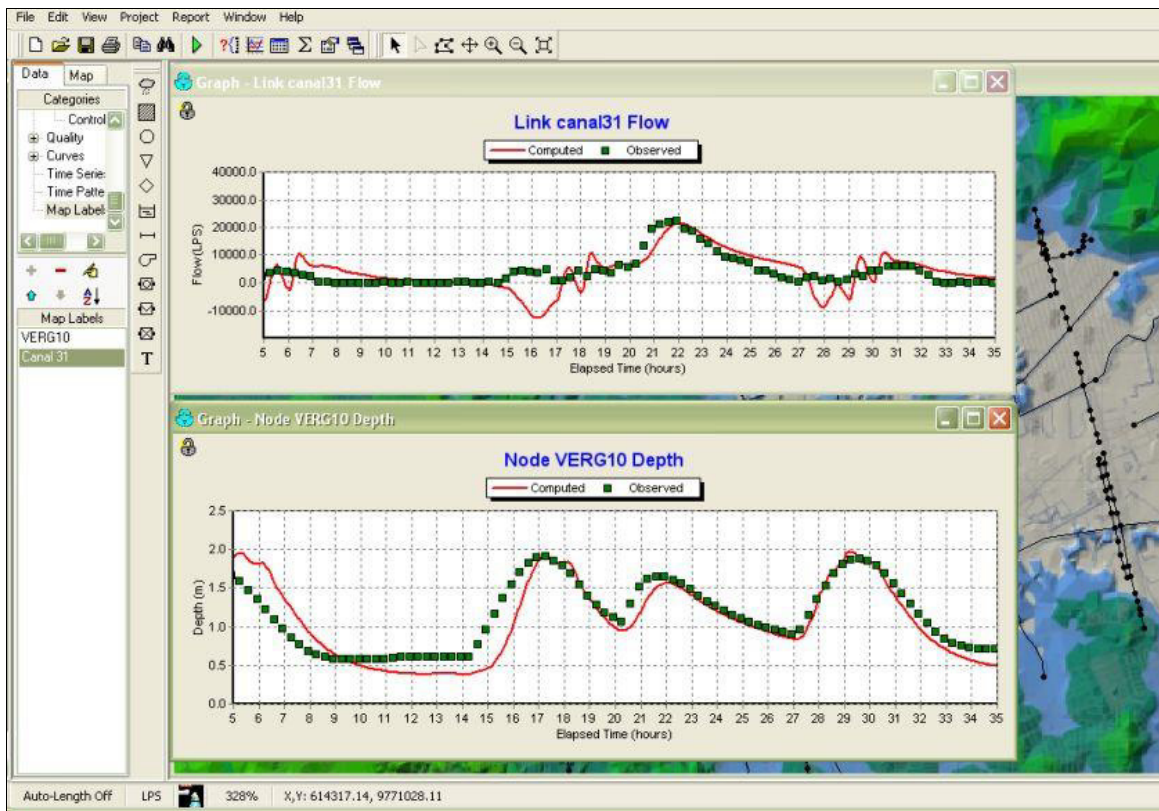 File Edit View Project Report Window Help
Data Map
Categories
Control
Quality
Curves
Time Serie
Time Patte
Map Label
Map Labels
VERG10
Canal 31
T
Graph - Link canal31 Flow
Link canal31 Flow
Computed Observed
40000.0
30000.0
20000.0
10000.0
0.0
-10000.0
Flow (LPS)
5 6 7 8 9 10 11 12 13 14 15 16 17 18 19 20 21 22 23 24 25 26 27 28 29 30 31 32 33 34 35
Elapsed Time (hours)
Graph - Node VERG10 Depth
Node VERG10 Depth
Computed Observed
2.5
2.0
1.5
1.0
0.5
0.0
Depth (m)
5 6 7 8 9 10 11 12 13 14 15 16 17 18 19 20 21 22 23 24 25 26 27 28 29 30 31 32 33 34 35
Elapsed Time (hours)
Auto-Length Off LPS 328% X,Y: 614317.14, 9771028.11